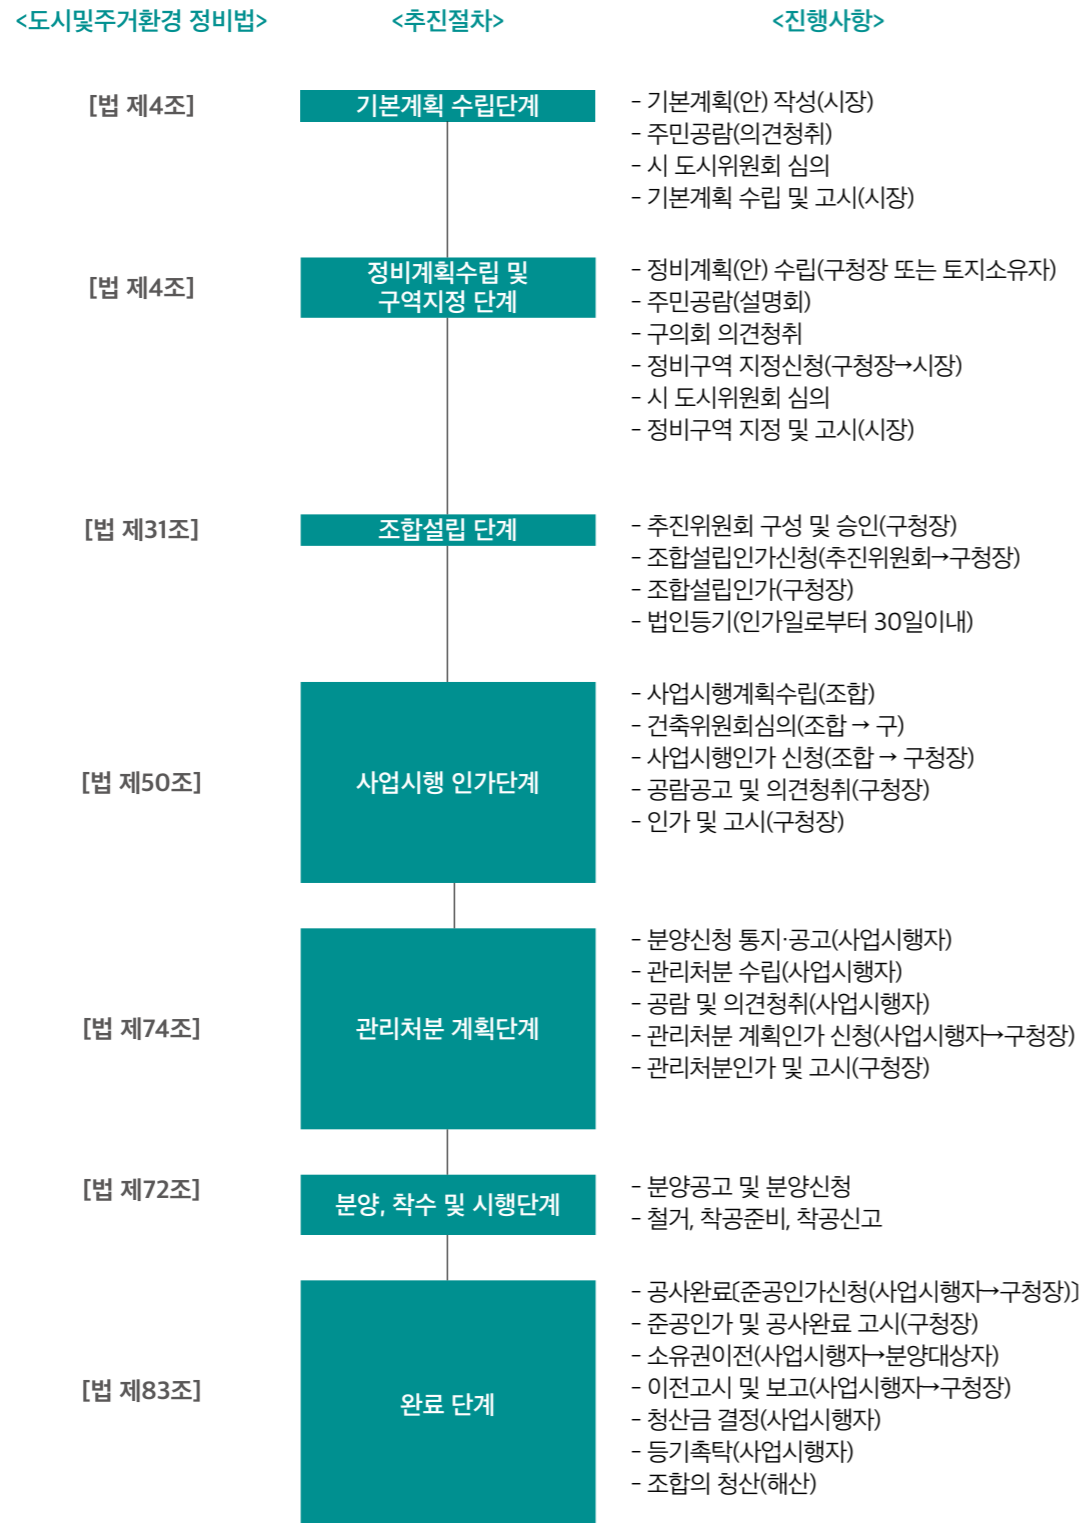 <도시및주거환경 정비법> <추진절차> <진행사항>
[법 제4조]
기본계획 수립단계
- 기본계획(안) 작성(시장)
- 주민공람(의견청취)
- 시 도시위원회 심의
- 기본계획 수립 및 고시(시장)
[법 제4조]
정비계획수립 및
구역지정 단계
- 정비계획(안) 수립(구청장 또는 토지소유자)
- 주민공람(설명회)
- 구의회 의견청취
- 정비구역 지정신청(구청장→시장)
- 시 도시위원회 심의
- 정비구역 지정 및 고시(시장)
[법 제31조]
조합설립 단계
- 추진위원회 구성 및 승인(구청장)
- 조합설립인가신청(추진위원회→구청장)
- 조합설립인가(구청장)
- 법인등기(인가일로부터 30일이내)
[법 제50조]
사업시행 인가단계
- 사업시행계획수립(조합)
- 건축위원회심의(조합 → 구)
- 사업시행인가 신청(조합 → 구청장)
- 공람공고 및 의견청취(구청장)
- 인가 및 고시(구청장)
[법 제74조]
관리처분 계획단계
- 분양신청 통지·공고(사업시행자)
- 관리처분 수립(사업시행자)
- 공람 및 의견청취(사업시행자)
- 관리처분 계획인가 신청(사업시행자→구청장)
- 관리처분인가 및 고시(구청장)
[법 제72조]
분양, 착수 및 시행단계
- 분양공고 및 분양신청
- 철거, 착공준비, 착공신고
[법 제83조]
완료 단계
- 공사완료〔준공인가신청(사업시행자→구청장)〕
- 준공인가 및 공사완료 고시(구청장)
- 소유권이전(사업시행자→분양대상자)
- 이전고시 및 보고(사업시행자→구청장)
- 청산금 결정(사업시행자)
- 등기촉탁(사업시행자)
- 조합의 청산(해산)